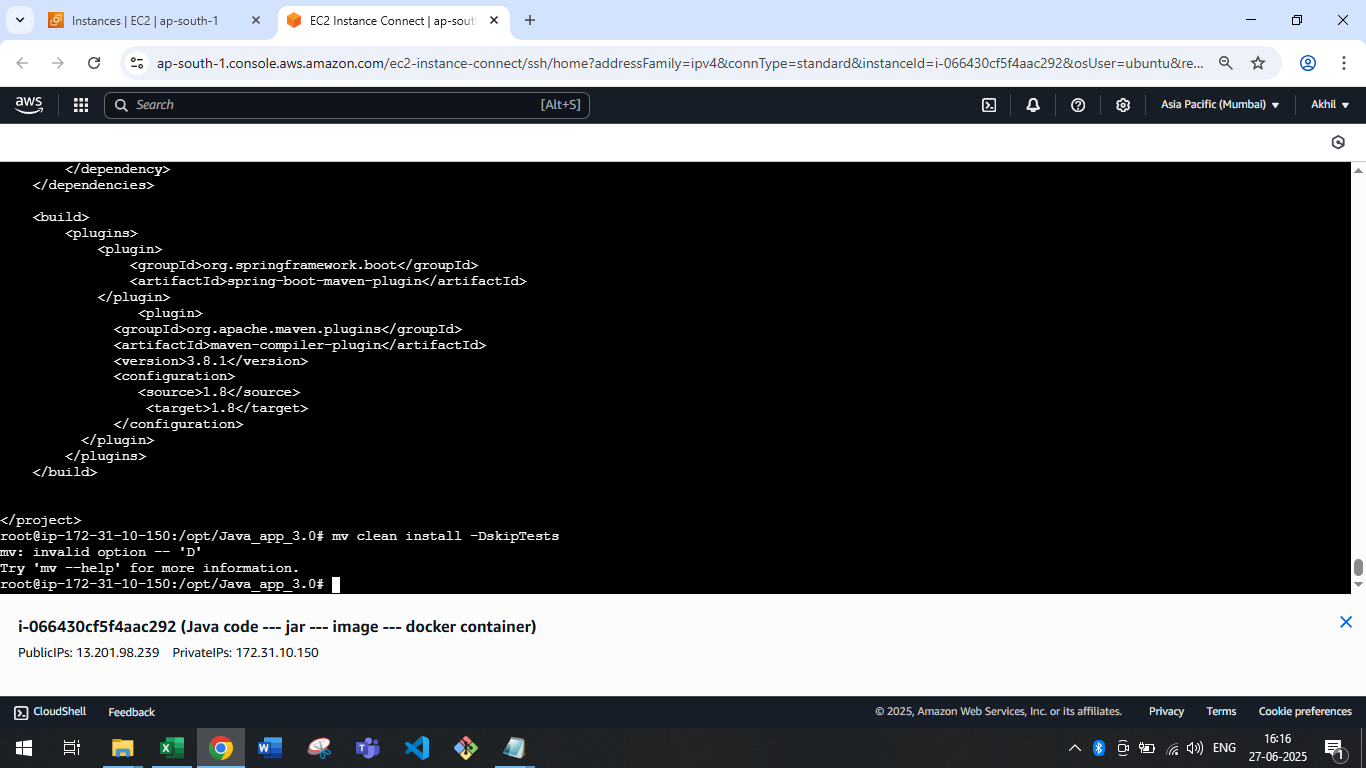 Instances | EC2 | ap-south-1
EC2 Instance Connect | ap-sout
ap-south-1.console.aws.amazon.com/ec2-instance-connect/ssh/home?addressFamily=ipv4&connType=standard&instanceId=i-066430cf5f4aac292&osUser=ubuntu&re...
aws Search [Alt+S] Asia Pacific (Mumbai) Akhil
        </dependency>
    </dependencies>

    <build>
        <plugins>
            <plugin>
                <groupId>org.springframework.boot</groupId>
                <artifactId>spring-boot-maven-plugin</artifactId>
            </plugin>
                 <plugin>
              <groupId>org.apache.maven.plugins</groupId>
              <artifactId>maven-compiler-plugin</artifactId>
              <version>3.8.1</version>
              <configuration>
                 <source>1.8</source>
                  <target>1.8</target>
              </configuration>
          </plugin>
        </plugins>
    </build>


</project>
root@ip-172-31-10-150:/opt/Java_app_3.0# mv clean install -DskipTests
mv: invalid option -- 'D'
Try 'mv --help' for more information.
root@ip-172-31-10-150:/opt/Java_app_3.0#
i-066430cf5f4aac292 (Java code --- jar --- image --- docker container)
PublicIPs: 13.201.98.239 PrivateIPs: 172.31.10.150
CloudShell Feedback © 2025, Amazon Web Services, Inc. or its affiliates. Privacy Terms Cookie preferences
ENG
16:16
27-06-2025
1